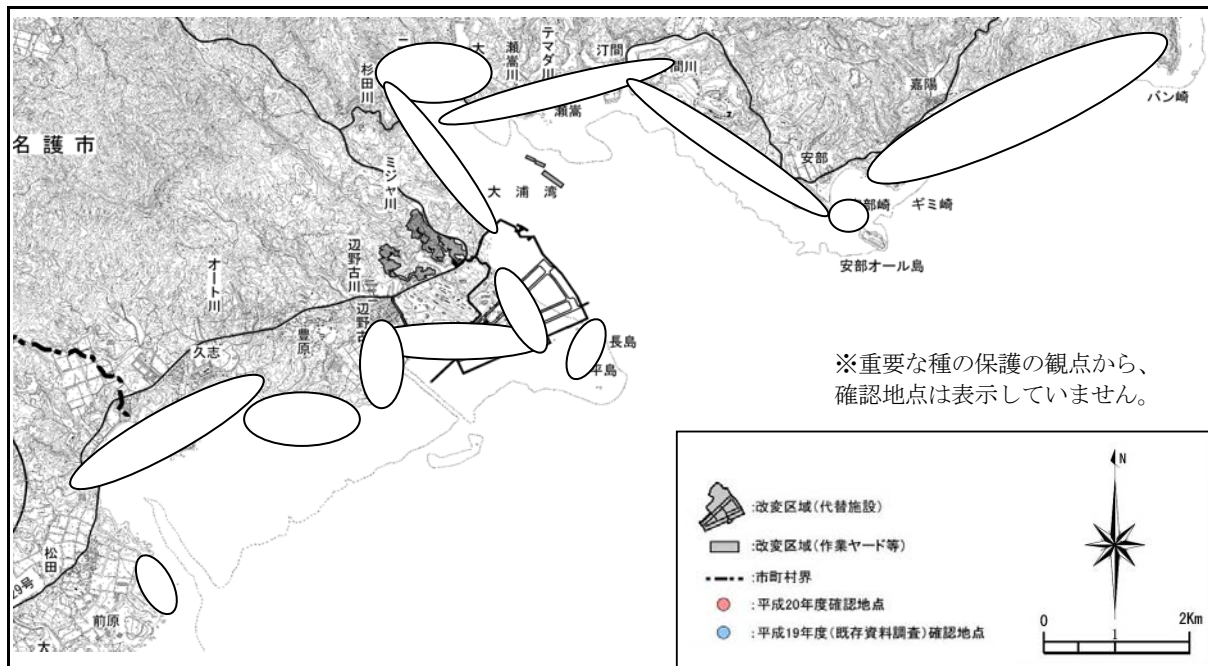 杉田川
大
瀬嵩川
テマダ川
汀間
間川
瀬嵩
嘉陽
バン崎
名護市
安部
ミジャ川
大浦湾
部崎
ギミ崎
安部オール島
辺野古川
オート川
辺野古
豊原
久志
長島
平島
※重要な種の保護の観点から、
確認地点は表示していません。
松田
29号
前原
大
:改変区域(代替施設)
:改変区域(作業ヤード等)
:市町村界
:平成20年度確認地点
:平成19年度(既存資料調査)確認地点
N
0 1 2Km